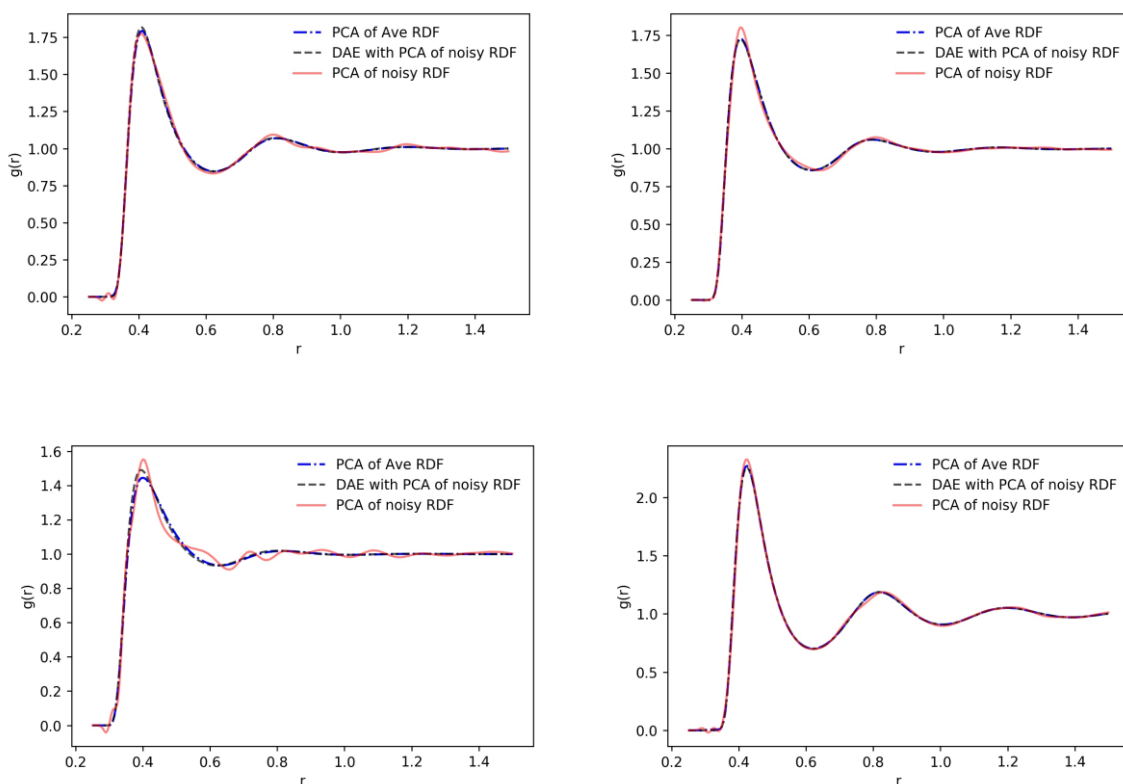 1.75
1.50
1.25
1.00
0.75
0.50
0.25
0.00
g(r)
0.2 0.4 0.6 0.8 1.0 1.2 1.4
r
PCA of Ave RDF
DAE with PCA of noisy RDF
PCA of noisy RDF
1.75
1.50
1.25
1.00
0.75
0.50
0.25
0.00
g(r)
0.2 0.4 0.6 0.8 1.0 1.2 1.4
r
PCA of Ave RDF
DAE with PCA of noisy RDF
PCA of noisy RDF
1.6
1.4
1.2
1.0
0.8
0.6
0.4
0.2
0.0
g(r)
0.2 0.4 0.6 0.8 1.0 1.2 1.4
r
PCA of Ave RDF
DAE with PCA of noisy RDF
PCA of noisy RDF
2.0
1.5
1.0
0.5
0.0
g(r)
0.2 0.4 0.6 0.8 1.0 1.2 1.4
r
PCA of Ave RDF
DAE with PCA of noisy RDF
PCA of noisy RDF